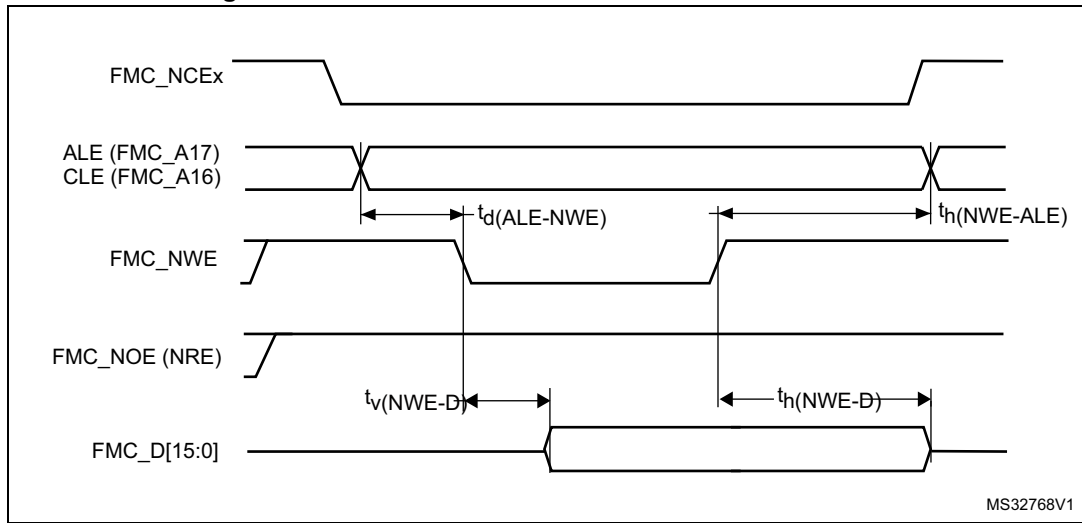 FMC_NCEx
ALE (FMC_A17)
CLE (FMC_A16)
td(ALE-NWE)
th(NWE-ALE)
FMC_NWE
FMC_NOE (NRE)
tv(NWE-D)
th(NWE-D)
FMC_D[15:0]
MS32768V1